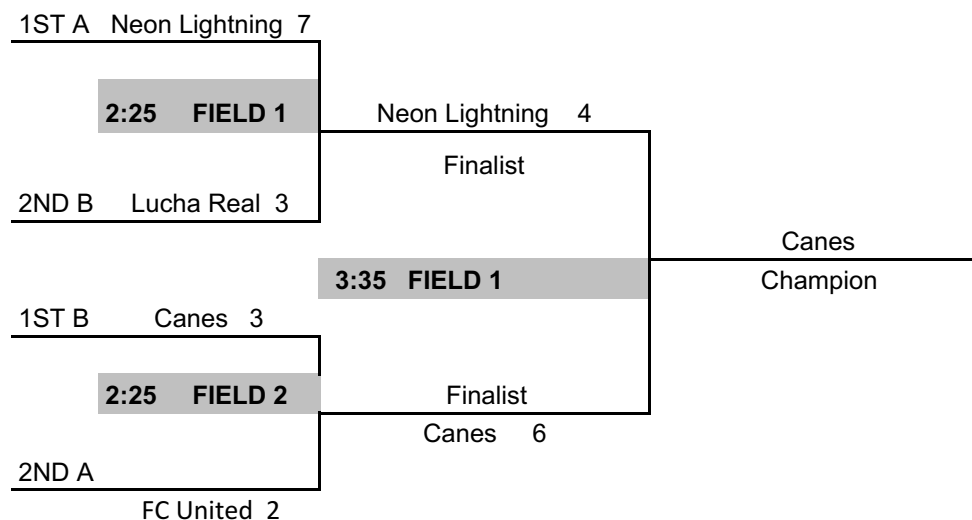 1ST A Neon Lightning 7
2:25 FIELD 1
Neon Lightning 4
Finalist
2ND B Lucha Real 3
Canes
3:35 FIELD 1
Champion
1ST B Canes 3
2:25 FIELD 2
Finalist
Canes 6
2ND A
FC United 2